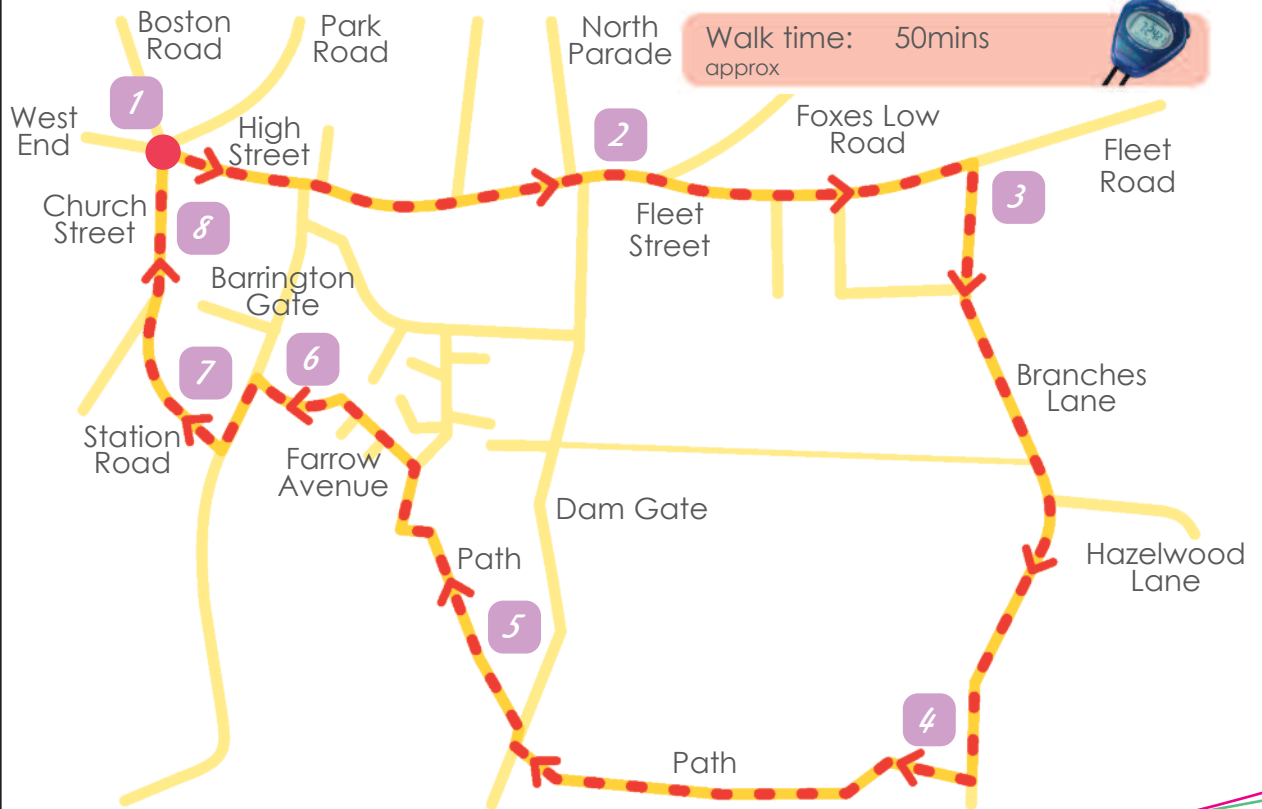 Boston
Road
Park
Road
North
Parade
Walk time: 50mins
approx
1
West
End
High
Street
2
Foxes Low
Road
Fleet
Road
3
Church
Street
8
Fleet
Street
Barrington
Gate
6
7
Branches
Lane
Station
Road
Farrow
Avenue
Dam Gate
Path
Hazelwood
Lane
5
4
Path